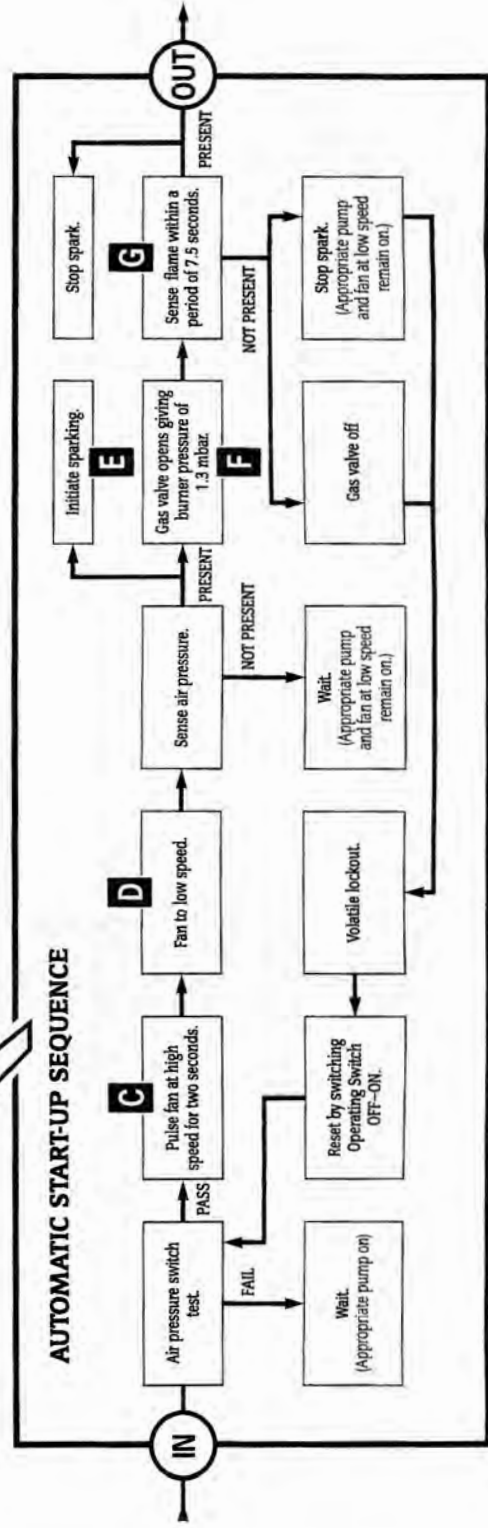 AUTOMATIC START-UP SEQUENCE
IN
Air pressure switch
test.
PASS
FAIL
Wait.
(Appropriate pump on)
C
Pulse fan at high
speed for two seconds.
Reset by switching
Operating Switch
OFF–ON.
D
Fan to low speed.
Volatile lockout.
Sense air pressure.
PRESENT
NOT PRESENT
Wait.
(Appropriate pump
and fan at low speed
remain on.)
Initiate sparking.
E
Gas valve opens giving
burner pressure of
1.3 mbar.
F
Gas valve off
Stop spark.
G
Sense flame within a
period of 7.5 seconds.
PRESENT
NOT PRESENT
Stop spark.
(Appropriate pump
and fan at low speed
remain on.)
OUT